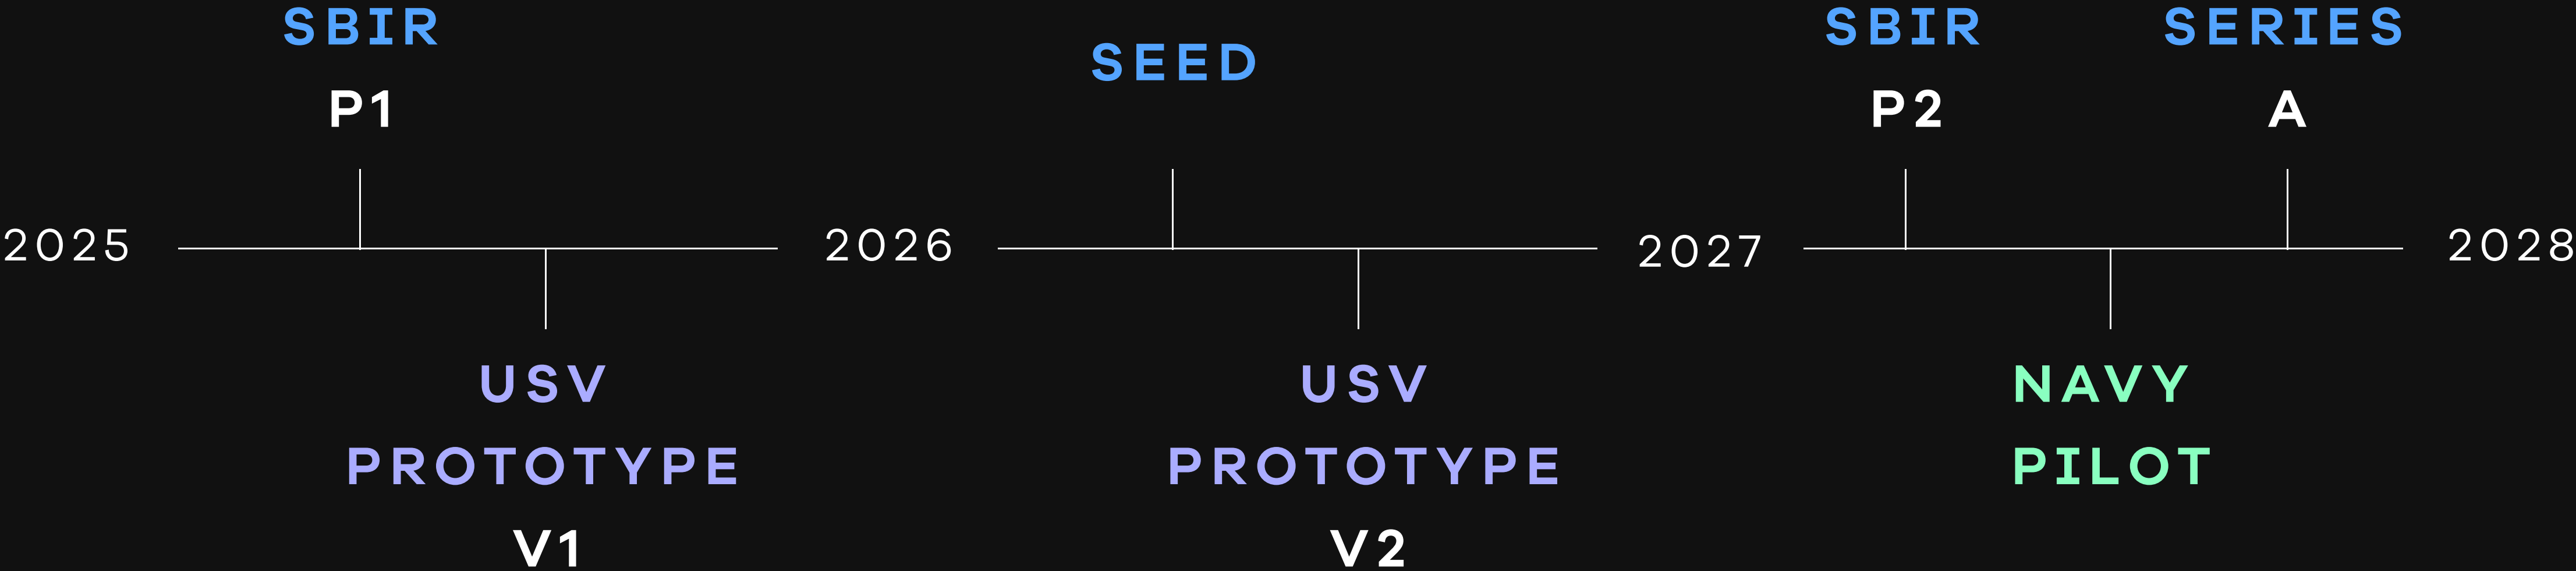 SBIR
P1
SEED
SBIR
P2
SERIES
A
2025
2026
2027
2028
USV
PROTOTYPE
V1
USV
PROTOTYPE
V2
NAVY
PILOT